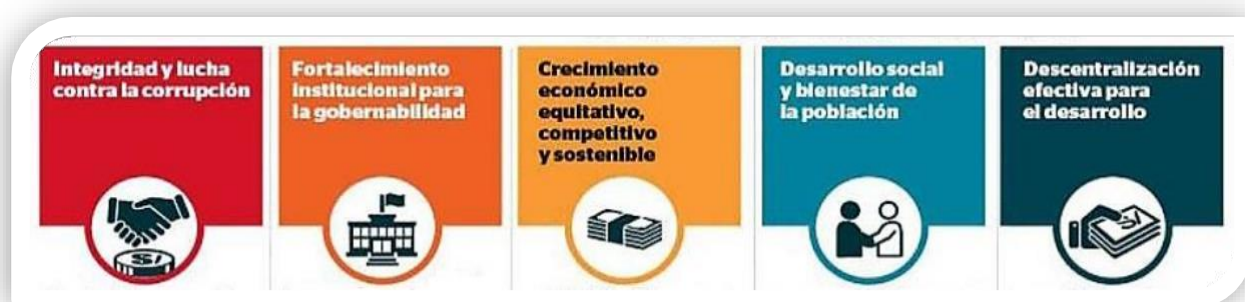 Integridad y lucha
contra la corrupción
Fortalecimiento
institucional para
la gobernabilidad
Crecimiento
económico
equitativo,
competitivo
y sostenible
Desarrollo social
y bienestar de
la población
Descentralización
efectiva para
el desarrollo
S/
S/